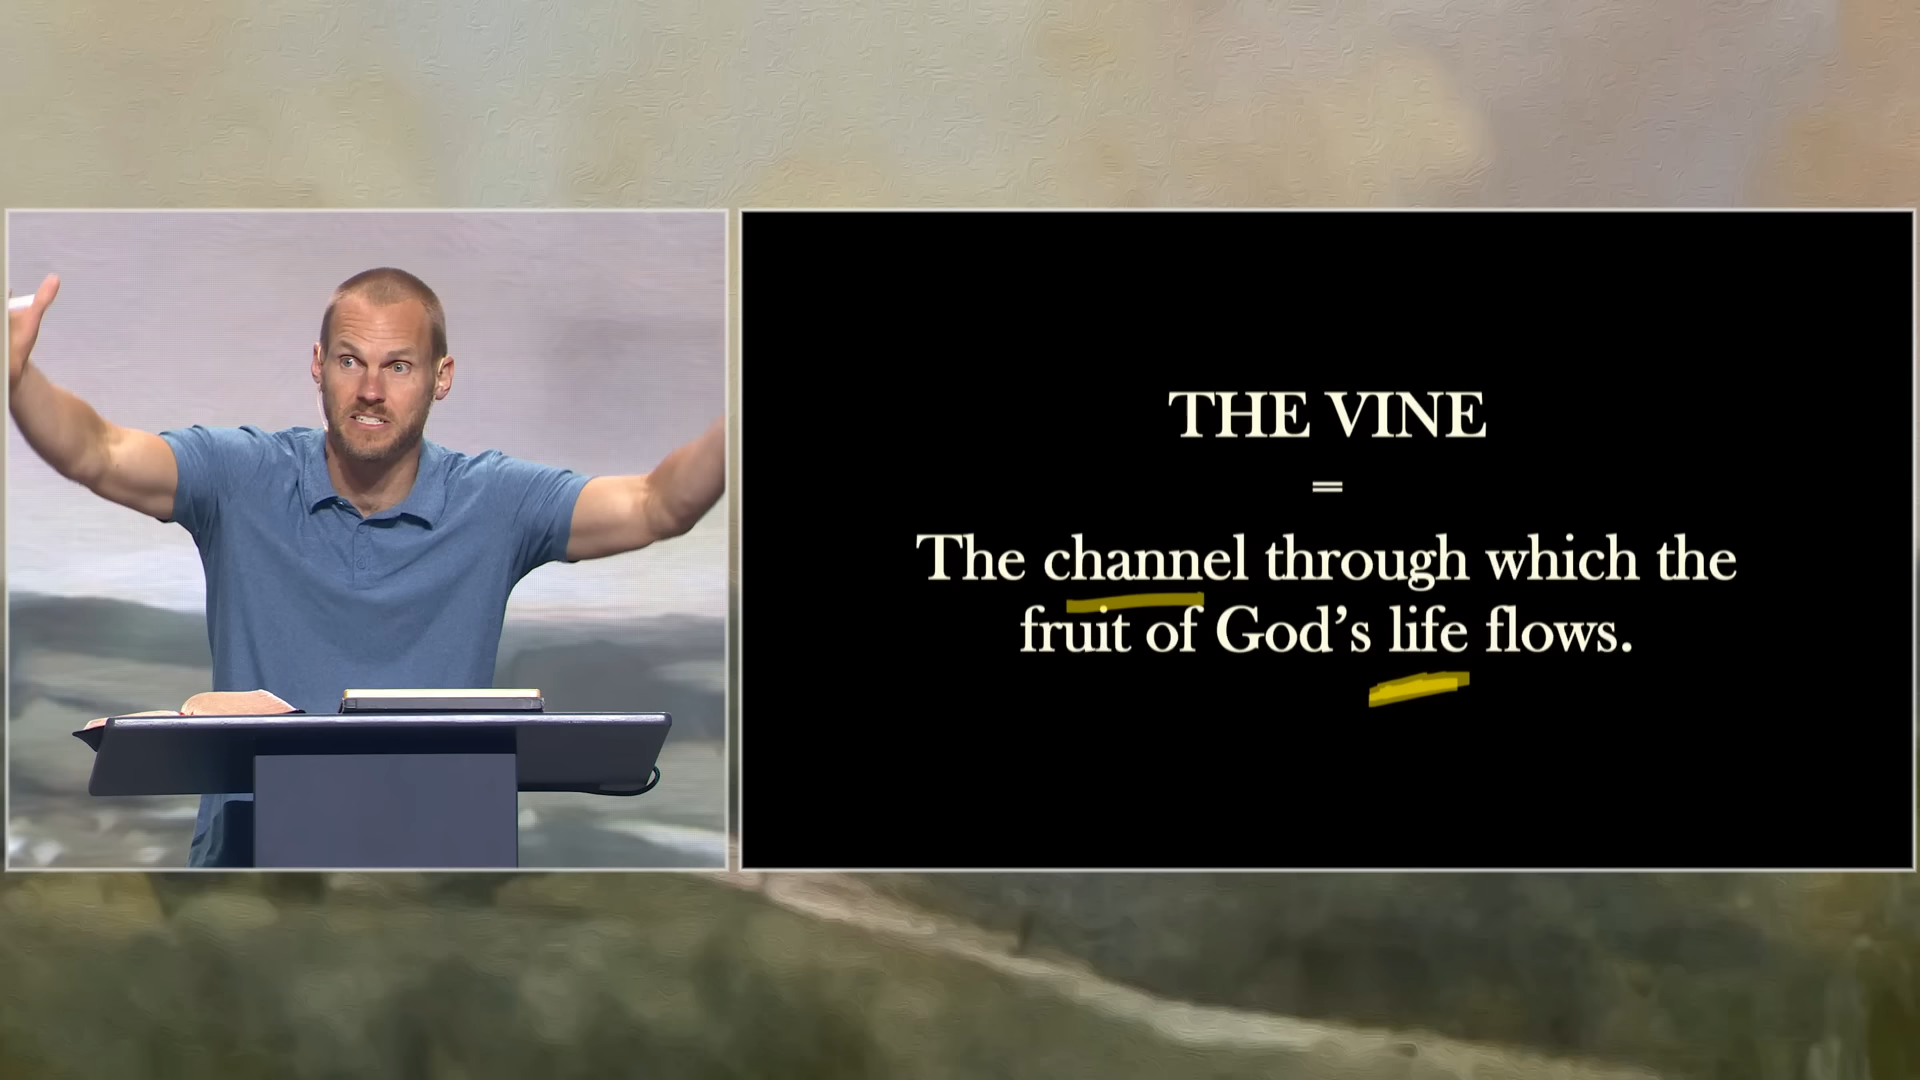 THE VINE
=
The channel through which the
fruit of God’s life flows.